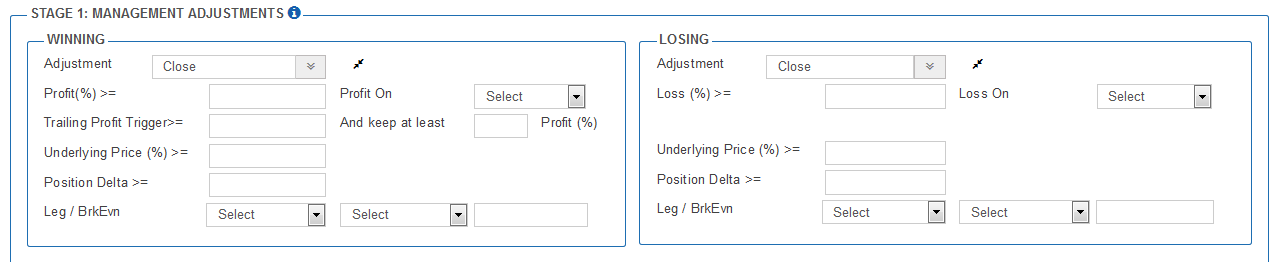 STAGE 1: MANAGEMENT ADJUSTMENTS i
WINNING
Adjustment Close
Profit(%) >= Profit On Select
Trailing Profit Trigger>= And keep at least Profit (%)
Underlying Price (%) >=
Position Delta >=
Leg / BrkEvn Select Select
LOSING
Adjustment Close
Loss (%) >= Loss On Select
Underlying Price (%) >=
Position Delta >=
Leg / BrkEvn Select Select